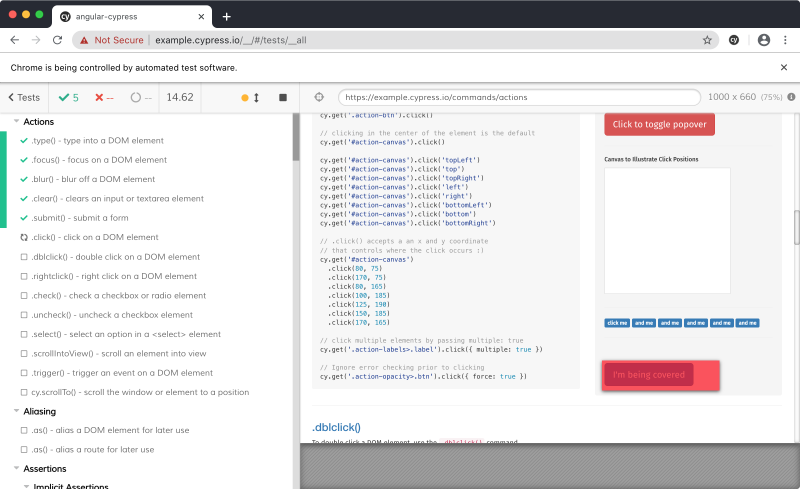 angular-cypress
Not Secure | example.cypress.io/__/#/tests/__all
Chrome is being controlled by automated test software.
Tests 5 -- -- 14.62
https://example.cypress.io/commands/actions 1000 x 660 (75%)
Actions
.type() - type into a DOM element
.focus() - focus on a DOM element
.blur() - blur off a DOM element
.clear() - clears an input or textarea element
.submit() - submit a form
.click() - click on a DOM element
.dblclick() - double click on a DOM element
.rightclick() - right click on a DOM element
.check() - check a checkbox or radio element
.uncheck() - uncheck a checkbox element
.select() - select an option in a <select> element
.scrollIntoView() - scroll an element into view
.trigger() - trigger an event on a DOM element
cy.scrollTo() - scroll the window or element to a position
Aliasing
.as() - alias a DOM element for later use
.as() - alias a route for later use
Assertions
Implicit Assertions
cy.get('.action-btn').click()
// clicking in the center of the element is the default
cy.get('#action-canvas').click()
cy.get('#action-canvas').click('topLeft')
cy.get('#action-canvas').click('top')
cy.get('#action-canvas').click('topRight')
cy.get('#action-canvas').click('left')
cy.get('#action-canvas').click('right')
cy.get('#action-canvas').click('bottomLeft')
cy.get('#action-canvas').click('bottom')
cy.get('#action-canvas').click('bottomRight')
// .click() accepts a an x and y coordinate
// that controls where the click occurs :)
cy.get('#action-canvas')
.click(80, 75)
.click(170, 75)
.click(80, 165)
.click(100, 185)
.click(125, 190)
.click(150, 185)
.click(170, 165)
// click multiple elements by passing multiple: true
cy.get('.action-labels>.label').click({ multiple: true })
// Ignore error checking prior to clicking
cy.get('.action-opacity>.btn').click({ force: true })
Click to toggle popover
Canvas to Illustrate Click Positions
click me and me and me and me and me and me
I'm being covered
.dblclick()
To double click a DOM element, use the .dblclick() command.